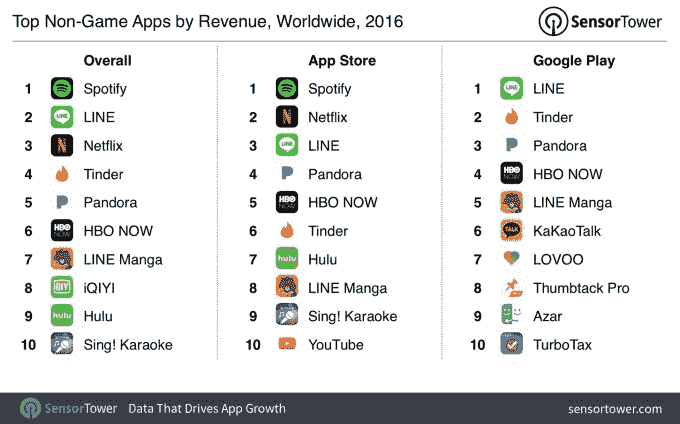 Top Non-Game Apps by Revenue, Worldwide, 2016
SensorTower
Overall
1 Spotify
2 LINE
3 Netflix
4 Tinder
5 Pandora
6 HBO NOW
7 LINE Manga
8 iQIYI
9 Hulu
10 Sing! Karaoke
App Store
1 Spotify
2 Netflix
3 LINE
4 Pandora
5 HBO NOW
6 Tinder
7 Hulu
8 LINE Manga
9 Sing! Karaoke
10 YouTube
Google Play
1 LINE
2 Tinder
3 Pandora
4 HBO NOW
5 LINE Manga
6 KaKaoTalk
7 LOVOO
8 Thumbtack Pro
9 Azar
10 TurboTax
SensorTower Data That Drives App Growth
sensortower.com